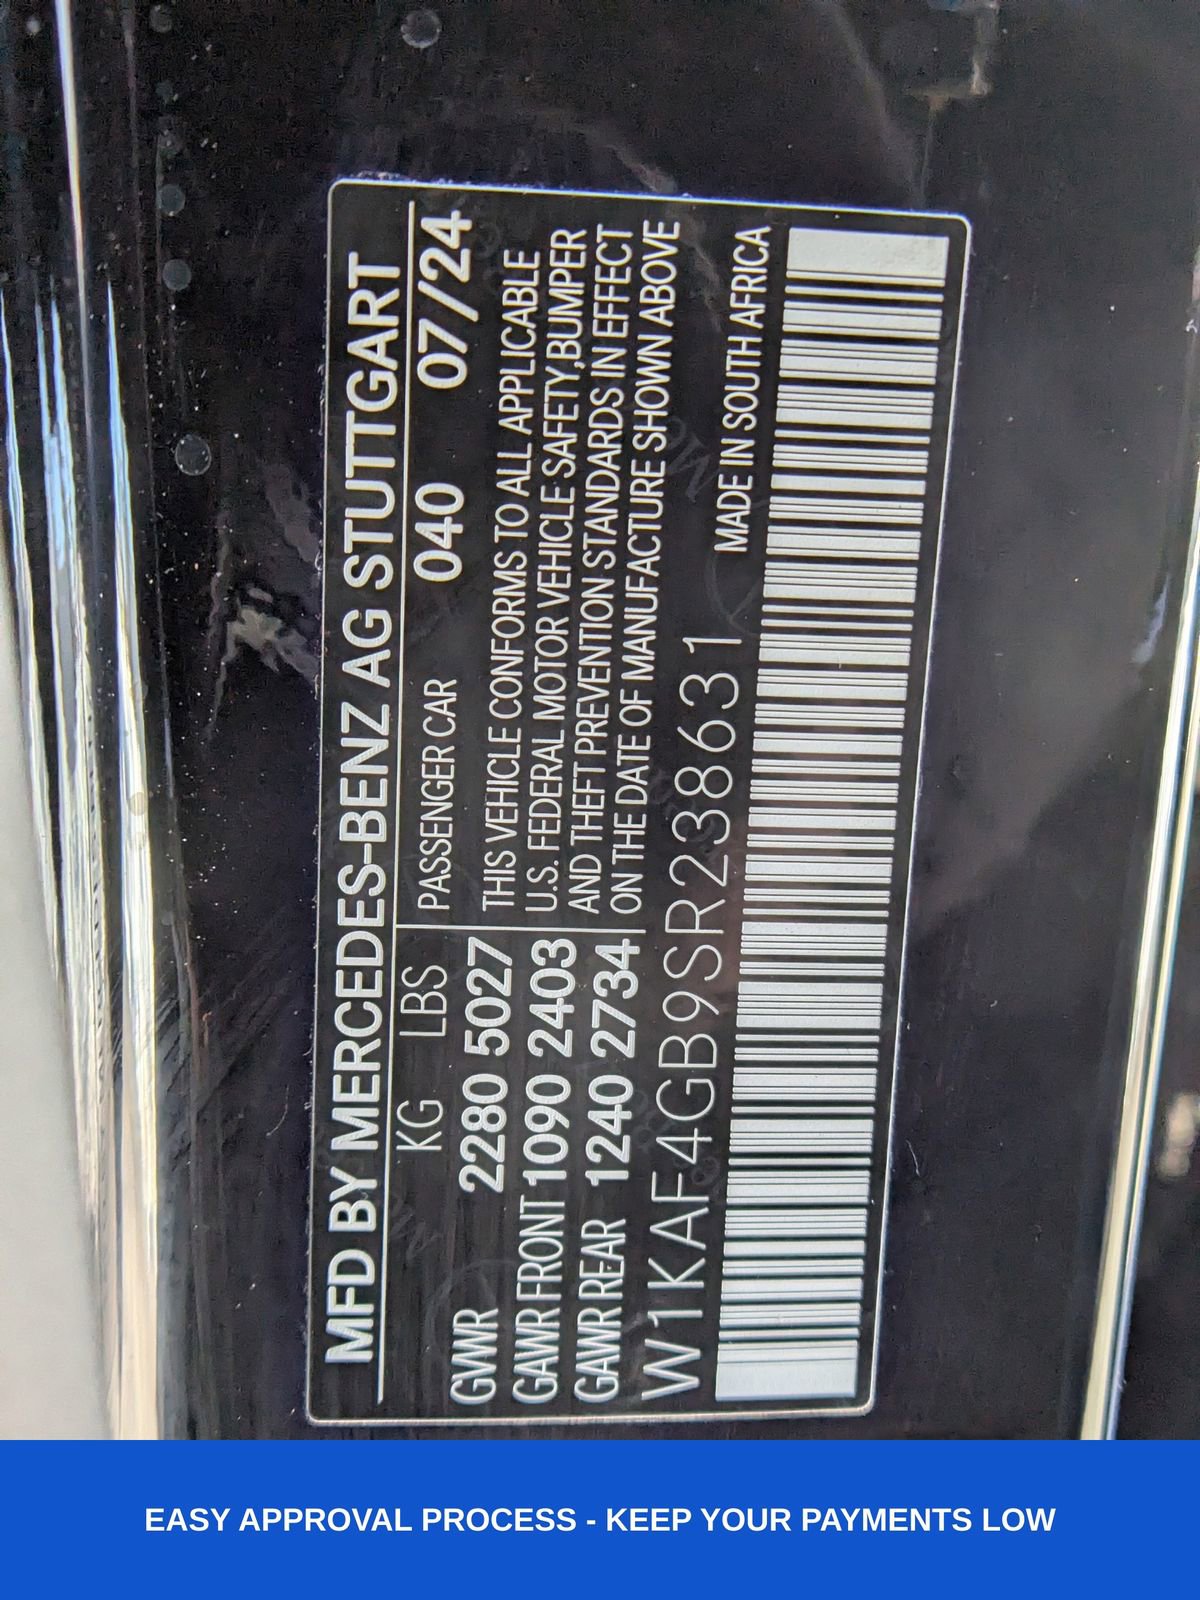 MFD BY MERCEDES-BENZ AG STUTTGART
KG LBS PASSENGER CAR 040 07/24
GVWR 2280 5027
GAWR FRONT 1090 2403
GAWR REAR 1240 2734
THIS VEHICLE CONFORMS TO ALL APPLICABLE
U.S. FEDERAL MOTOR VEHICLE SAFETY,BUMPER
AND THEFT PREVENTION STANDARDS IN EFFECT
ON THE DATE OF MANUFACTURE SHOWN ABOVE
W1KAF4GB9SR238631
MADE IN SOUTH AFRICA
EASY APPROVAL PROCESS - KEEP YOUR PAYMENTS LOW